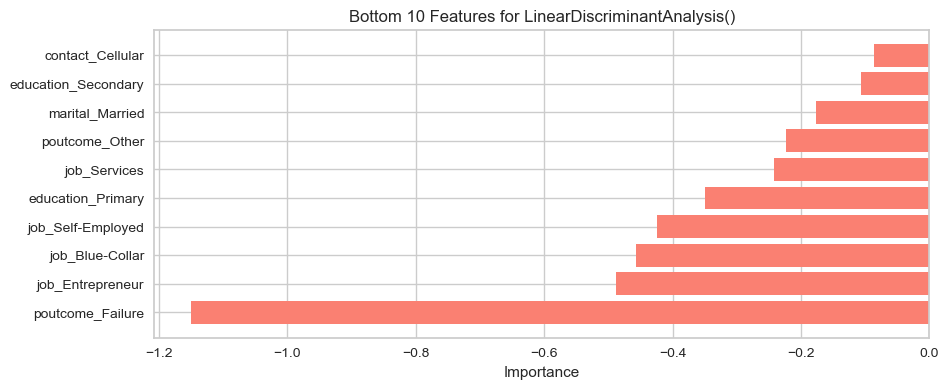 Bottom 10 Features for LinearDiscriminantAnalysis()
contact_Cellular
education_Secondary
marital_Married
poutcome_Other
job_Services
education_Primary
job_Self-Employed
job_Blue-Collar
job_Entrepreneur
poutcome_Failure
−1.2 −1.0 −0.8 −0.6 −0.4 −0.2 0.0
Importance